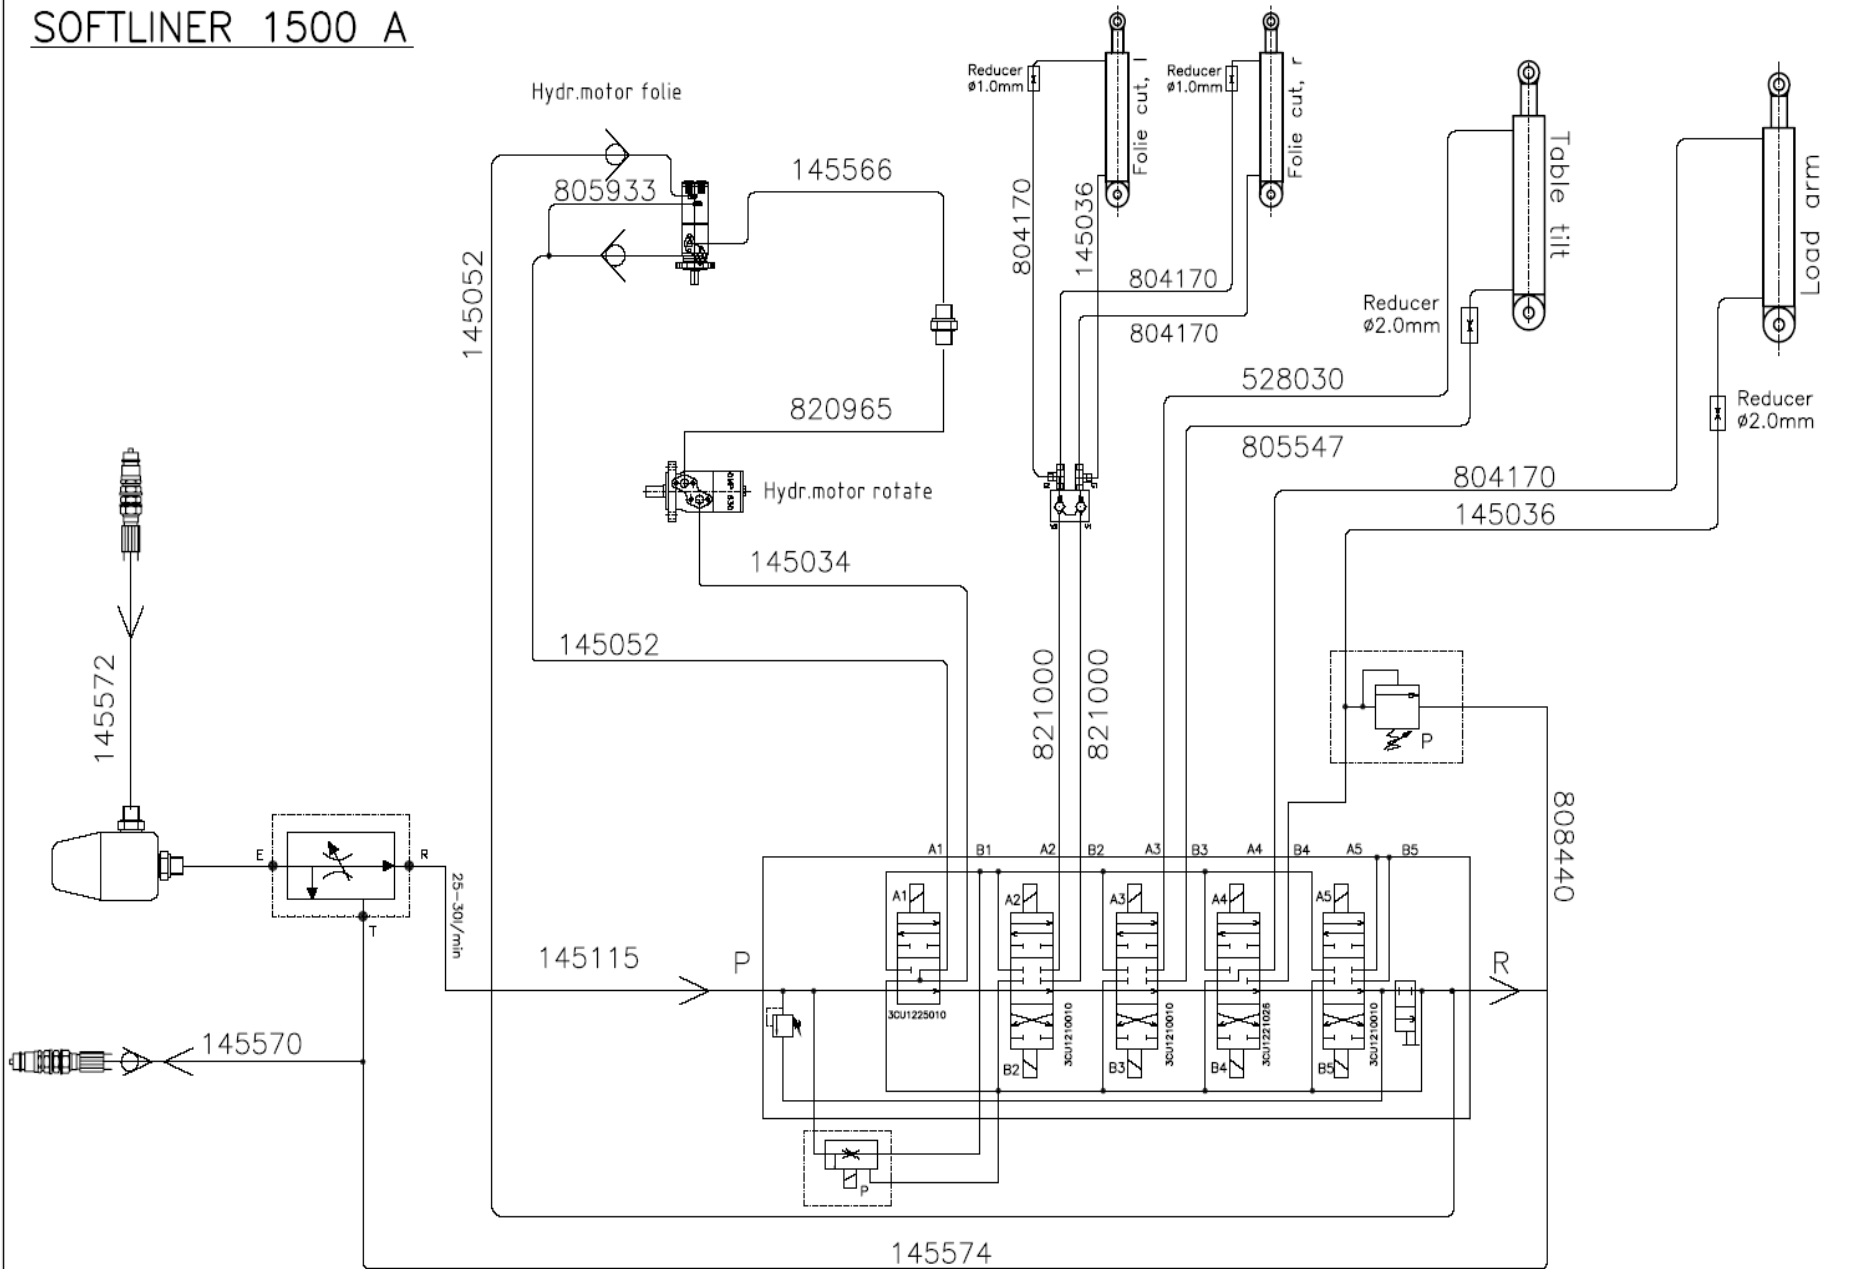 SOFTLINER 1500 A
Hydr.motor folie
805933
145566
145052
820965
Hydr.motor rotate
145034
145052
Reducer
ø1.0mm
Folie cut, l
Reducer
ø1.0mm
Folie cut, r
804170
145036
804170
804170
Table tilt
Load arm
Reducer
ø2.0mm
Reducer
ø2.0mm
528030
805547
804170
145036
821000
821000
P
808440
145572
E
R
T
25-30l/min
145115
P
R
A1 B1 A2 B2 A3 B3 A4 B4 A5 B5
A1
A2
A3
A4
A5
3CU1225010
3CU1210010
3CU1210010
3CU1221026
3CU1210010
B2
B3
B4
B5
145570
P
145574